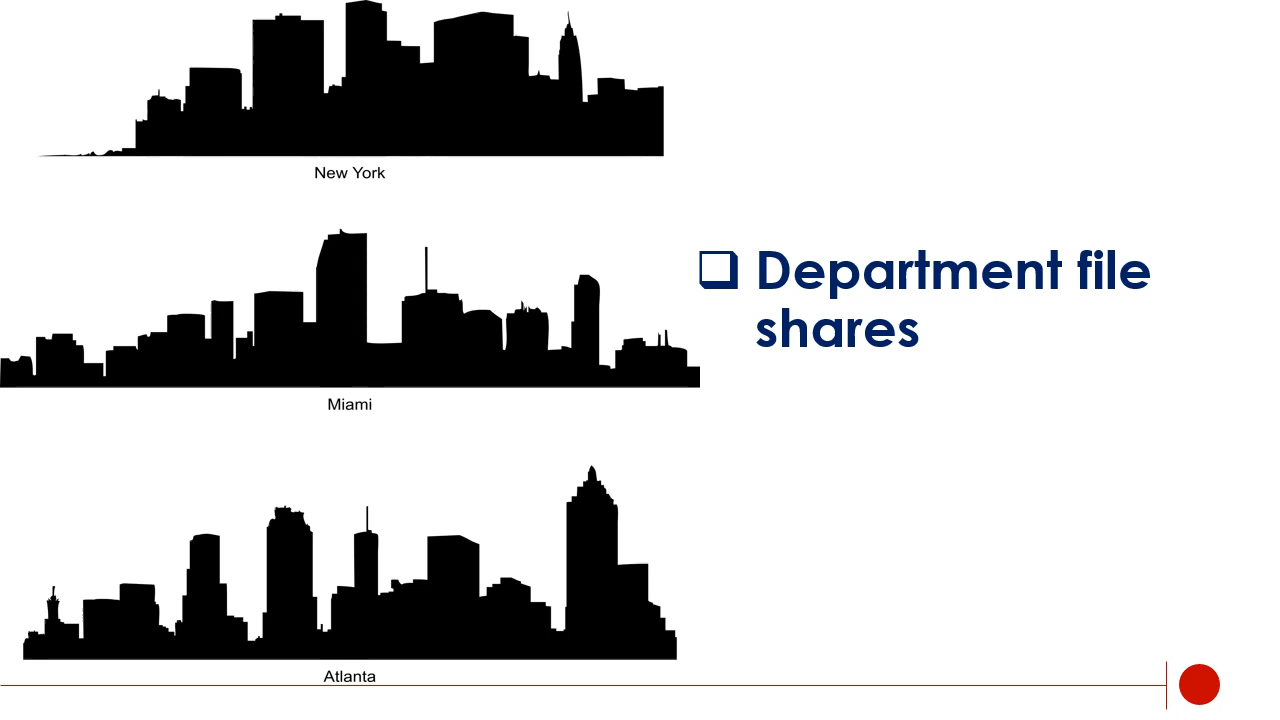 New York
Miami
❑ Department file
shares
Atlanta